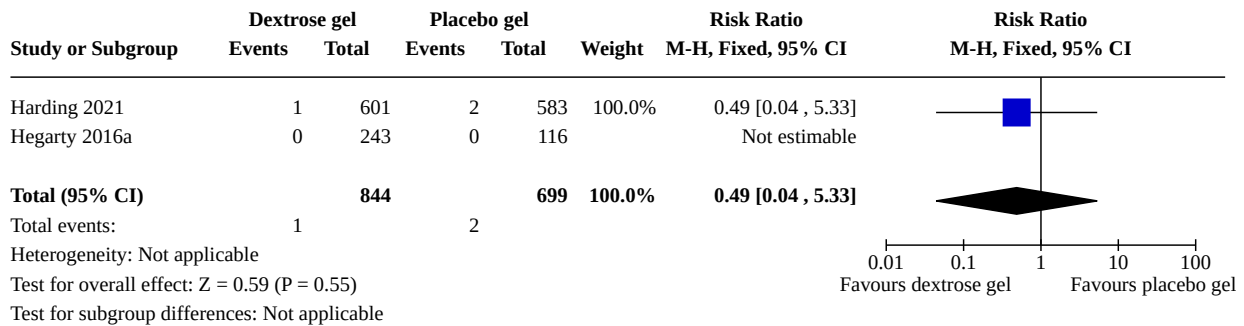 Dextrose gel Placebo gel Risk Ratio Risk Ratio
Study or Subgroup Events Total Events Total Weight M-H, Fixed, 95% CI M-H, Fixed, 95% CI
Harding 2021 1 601 2 583 100.0% 0.49 [0.04 , 5.33]
Hegarty 2016a 0 243 0 116 Not estimable
Total (95% CI) 844 699 100.0% 0.49 [0.04 , 5.33]
Total events: 1 2
Heterogeneity: Not applicable
0.01 0.1 1 10 100
Test for overall effect: Z = 0.59 (P = 0.55) Favours dextrose gel Favours placebo gel
Test for subgroup differences: Not applicable